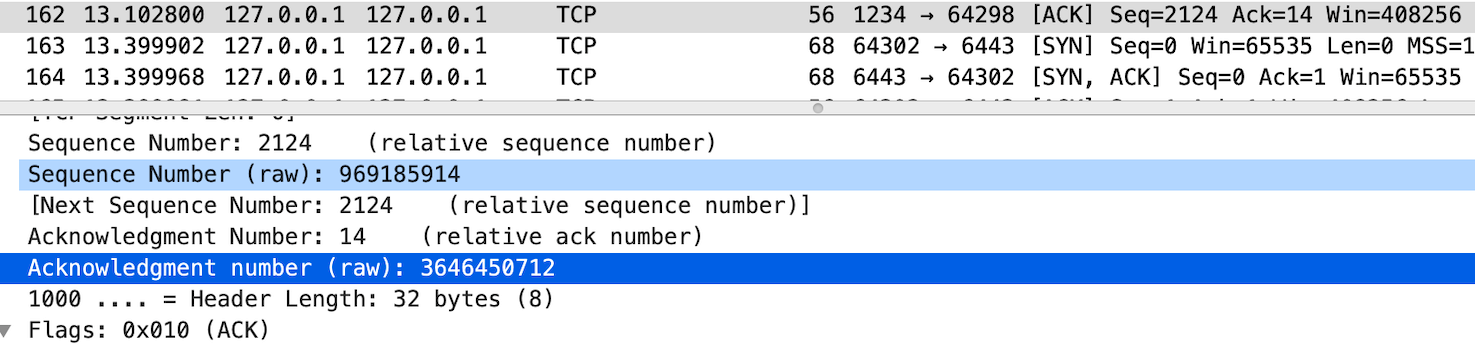 162 13.102800 127.0.0.1 127.0.0.1 TCP 56 1234 → 64298 [ACK] Seq=2124 Ack=14 Win=408256
163 13.399902 127.0.0.1 127.0.0.1 TCP 68 64302 → 6443 [SYN] Seq=0 Win=65535 Len=0 MSS=1
164 13.399968 127.0.0.1 127.0.0.1 TCP 68 6443 → 64302 [SYN, ACK] Seq=0 Ack=1 Win=65535
[TCP Segment Len: 0]
Sequence Number: 2124 (relative sequence number)
Sequence Number (raw): 969185914
[Next Sequence Number: 2124 (relative sequence number)]
Acknowledgment Number: 14 (relative ack number)
Acknowledgment number (raw): 3646450712
1000 .... = Header Length: 32 bytes (8)
Flags: 0x010 (ACK)